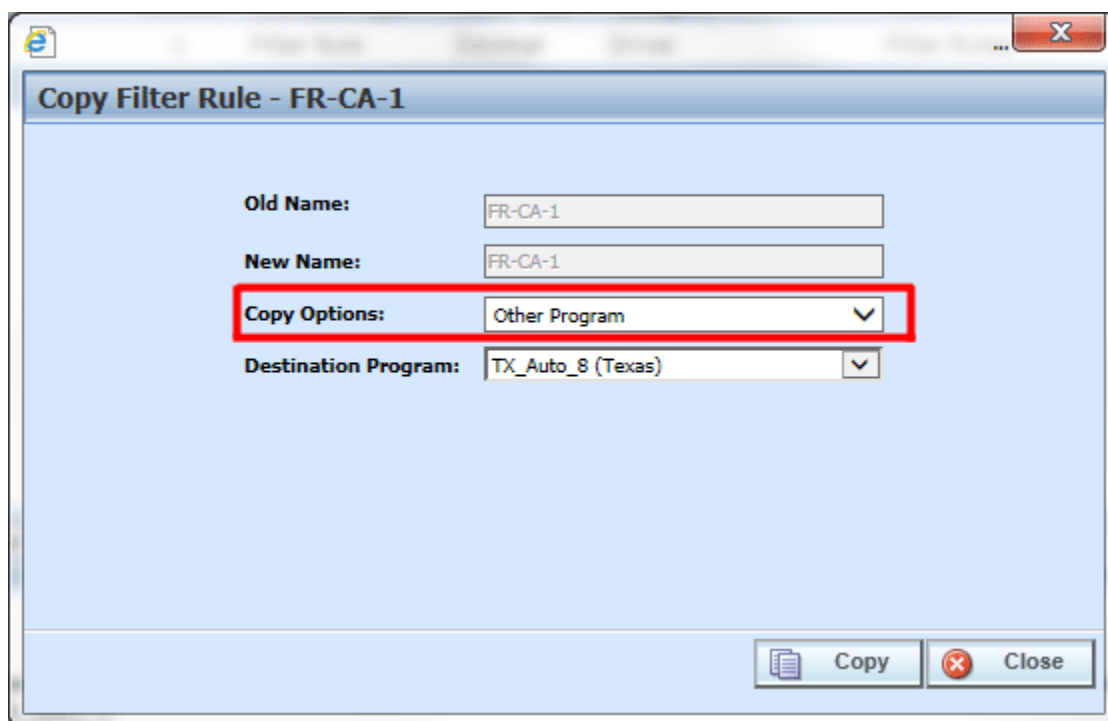 ...
Copy Filter Rule - FR-CA-1
Old Name: FR-CA-1
New Name: FR-CA-1
Copy Options: Other Program
Destination Program: TX_Auto_8 (Texas)
Copy Close